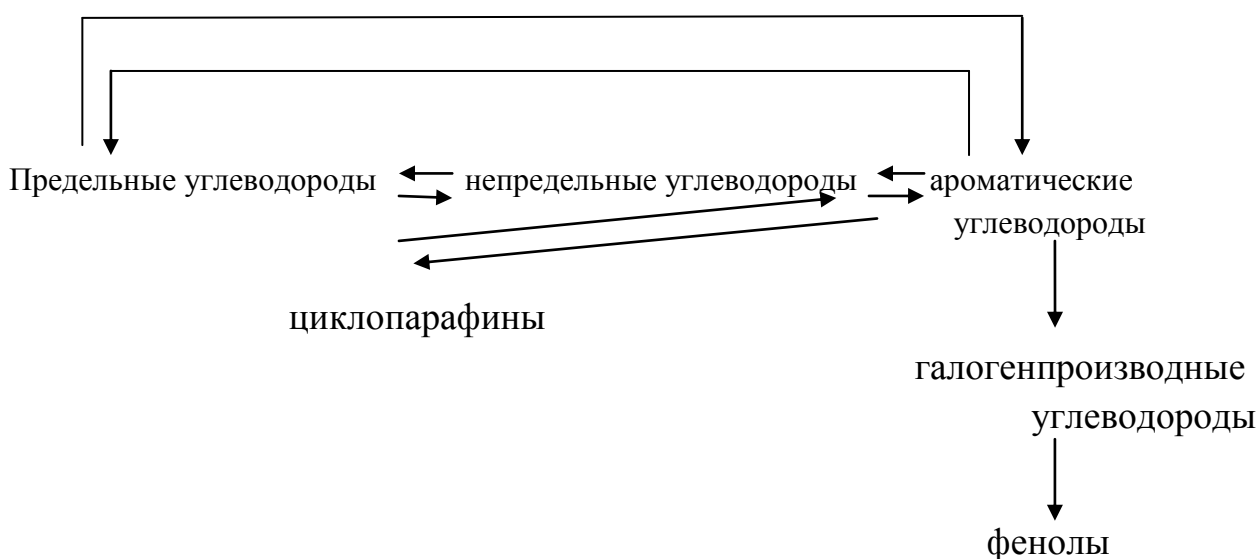 Предельные углеводороды непредельные углеводороды ароматические
углеводороды
циклопарафины
галогенпроизводные
углеводороды
фенолы